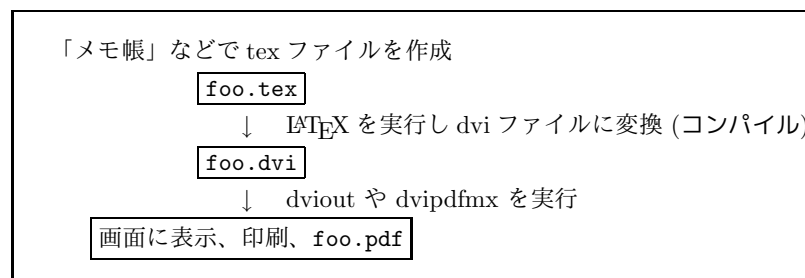 「メモ帳」などで tex ファイルを作成
foo.tex
↓ LATEX を実行し dvi ファイルに変換 (コンパイル)
foo.dvi
↓ dviout や dvipdfmx を実行
画面に表示、印刷、foo.pdf